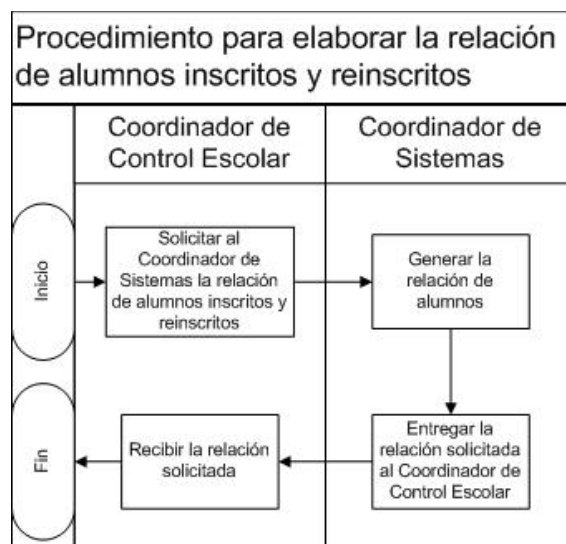 Procedimiento para elaborar la relación
de alumnos inscritos y reinscritos
Coordinador de
Control Escolar
Coordinador de
Sistemas
Inicio
Solicitar al
Coordinador de
Sistemas la relación
de alumnos inscritos y
reinscritos
Generar la
relación de
alumnos
Fin
Recibir la relación
solicitada
Entregar la
relación solicitada
al Coordinador de
Control Escolar